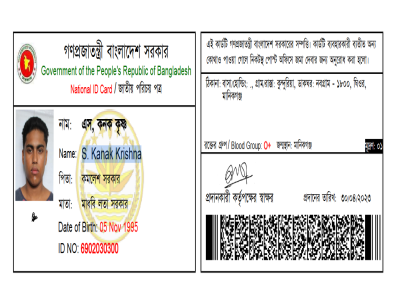 গণপ্রজাতন্ত্রী বাংলাদেশ সরকার
Government of the People's Republic of Bangladesh
National ID Card / জাতীয় পরিচয় পত্র
নাম: এস, কনক কৃষ্ণ
Name: S. Kanak Krishna
পিতা: কমলেশ সরকার
মাতা: মাধবি লতা সরকার
Date of Birth: 05 Nov 1995
ID NO: 6902030300
এই কার্ডটি গণপ্রজাতন্ত্রী বাংলাদেশ সরকারের সম্পত্তি। কার্ডটি ব্যবহারকারী ব্যতীত অন্য
কোথাও পাওয়া গেলে নিকটস্থ পোস্ট অফিসে জমা দেবার জন্য অনুরোধ করা হলো।
ঠিকানা: বাসা/হোল্ডিং: , গ্রাম/রাস্তা: কুন্দুরিয়া, ডাকঘর: নবগ্রাম - ১৮০০, ঘিওর,
মানিকগঞ্জ
রক্তের গ্রুপ / Blood Group: O+ জন্মস্থান: মানিকগঞ্জ মুদ্রণ: ০১
প্রদানকারী কর্তৃপক্ষের স্বাক্ষর প্রদানের তারিখ: ৩০/০৪/২০২৩